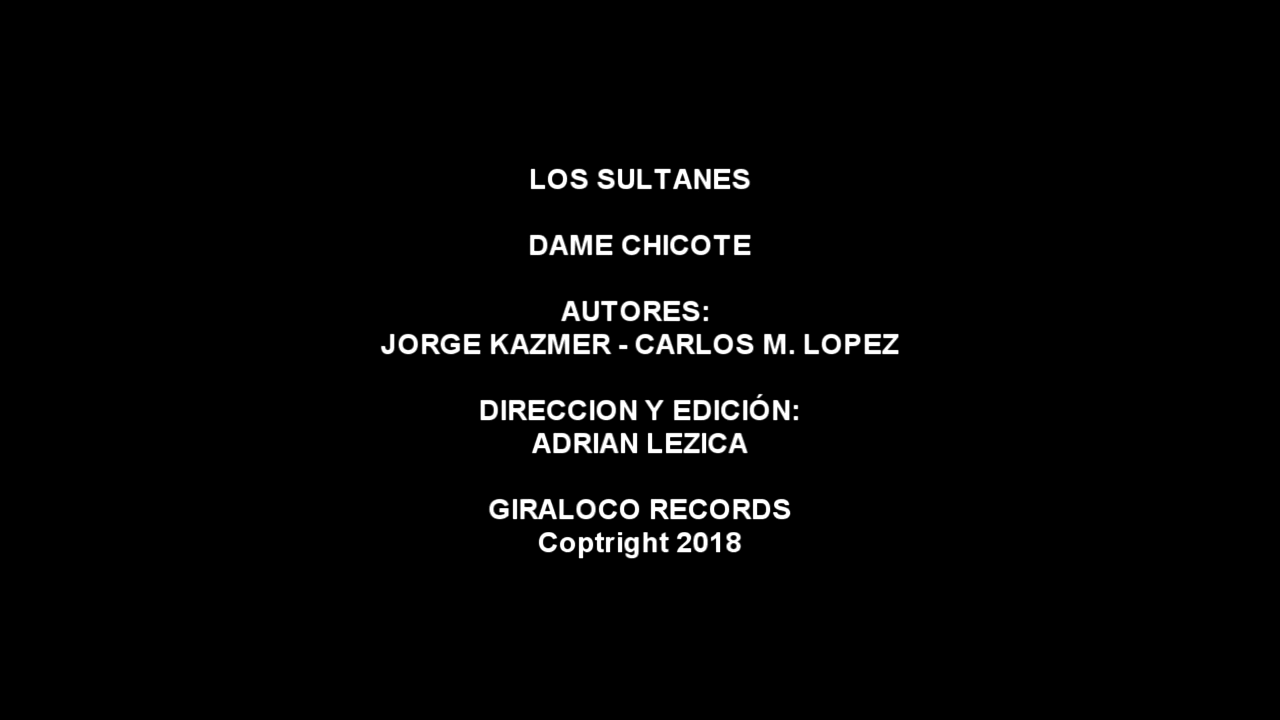 LOS SULTANES
DAME CHICOTE
AUTORES:
JORGE KAZMER - CARLOS M. LOPEZ
DIRECCION Y EDICIÓN:
ADRIAN LEZICA
GIRALOCO RECORDS
Coptright 2018